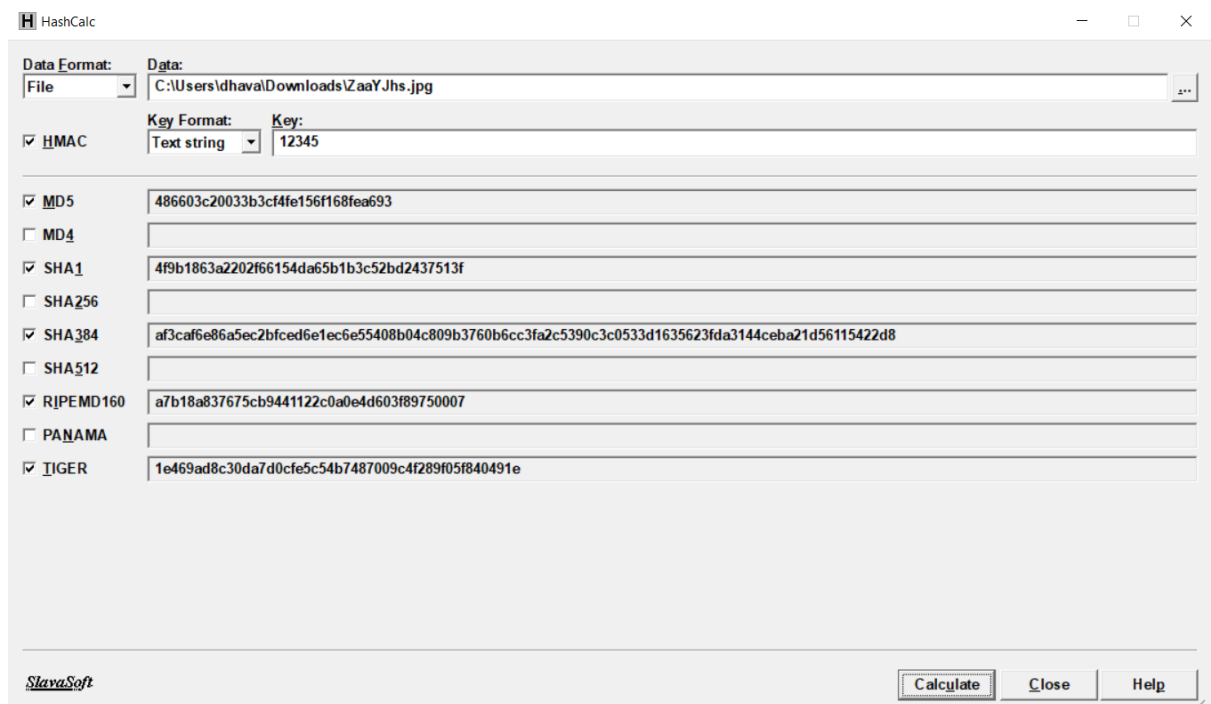 HashCalc
Data Format: Data:
File C:\Users\dhava\Downloads\ZaaYJhs.jpg ...
Key Format: Key:
HMAC Text string 12345
MD5 486603c20033b3cf4fe156f168fea693
MD4
SHA1 4f9b1863a2202f66154da65b1b3c52bd2437513f
SHA256
SHA384 af3caf6e86a5ec2bfced6e1ec6e55408b04c809b3760b6cc3fa2c5390c3c0533d1635623fda3144ceba21d56115422d8
SHA512
RIPEMD160 a7b18a837675cb9441122c0a0e4d603f89750007
PANAMA
TIGER 1e469ad8c30da7d0cfe5c54b7487009c4f289f05f840491e
SlavaSoft Calculate Close Help